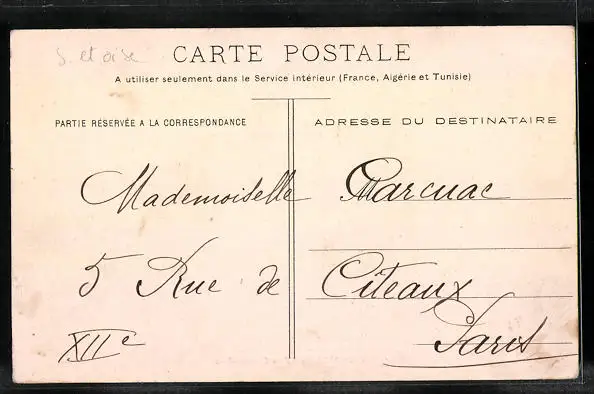 S. et oise
CARTE POSTALE
A utiliser seulement dans le Service intérieur (France, Algérie et Tunisie)
PARTIE RÉSERVÉE A LA CORRESPONDANCE
ADRESSE DU DESTINATAIRE
Mademoiselle Marcuac
5 Rue de Citeaux
XIIe Paris